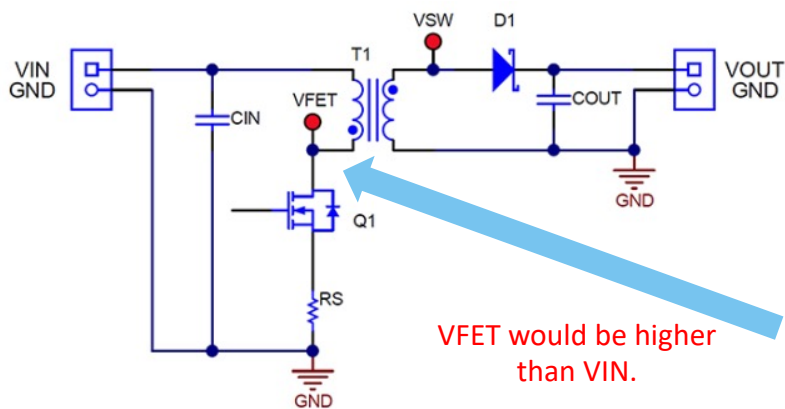 VSW
D1
T1
VIN
GND
VFET
CIN
COUT
VOUT
GND
GND
Q1
RS
VFET would be higher
than VIN.
GND